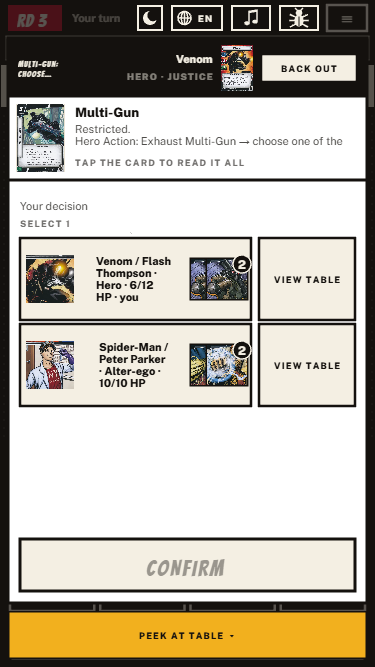 RD 3
Your turn
EN
MULTI-GUN:
CHOOSE...
Venom
HERO · JUSTICE
BACK OUT
Multi-Gun
Restricted.
Hero Action: Exhaust Multi-Gun → choose one of the
TAP THE CARD TO READ IT ALL
Your decision
SELECT 1
Venom / Flash
Thompson ·
Hero · 6/12
HP · you
2
VIEW TABLE
Spider-Man /
Peter Parker
· Alter-ego ·
10/10 HP
2
VIEW TABLE
CONFIRM
PEEK AT TABLE